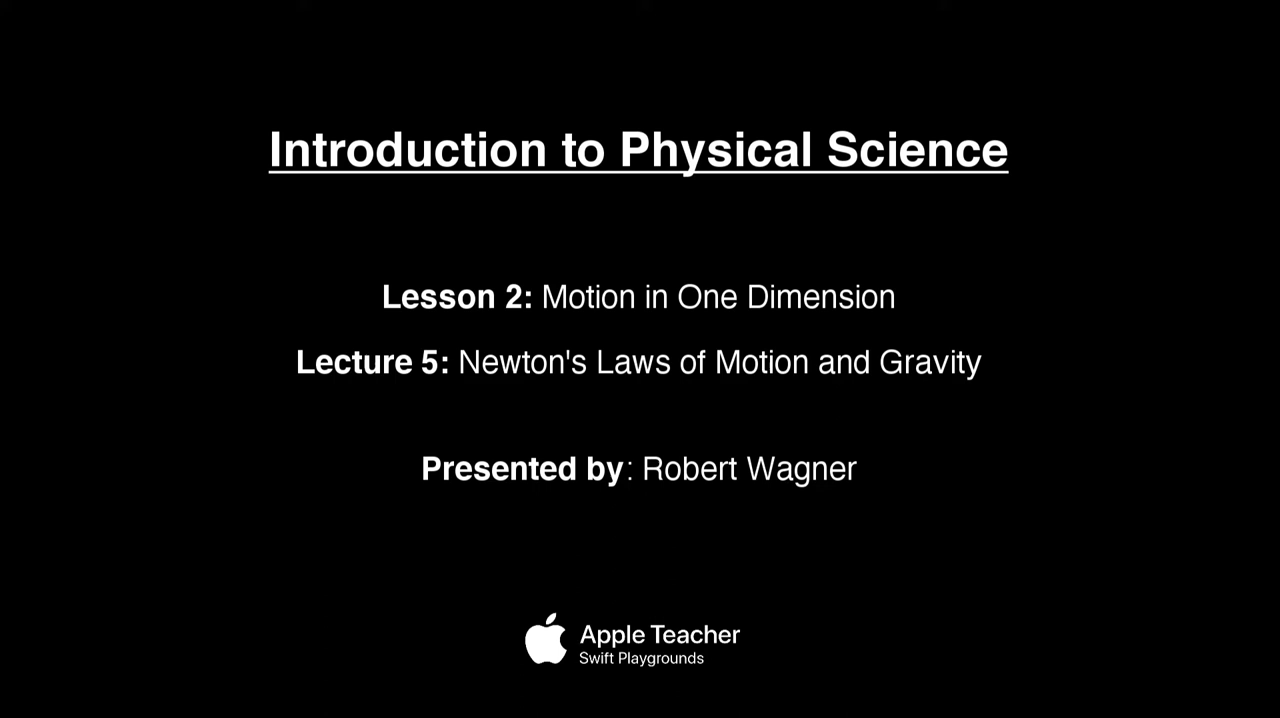 Introduction to Physical Science
Lesson 2: Motion in One Dimension
Lecture 5: Newton's Laws of Motion and Gravity
Presented by: Robert Wagner
Apple Teacher
Swift Playgrounds